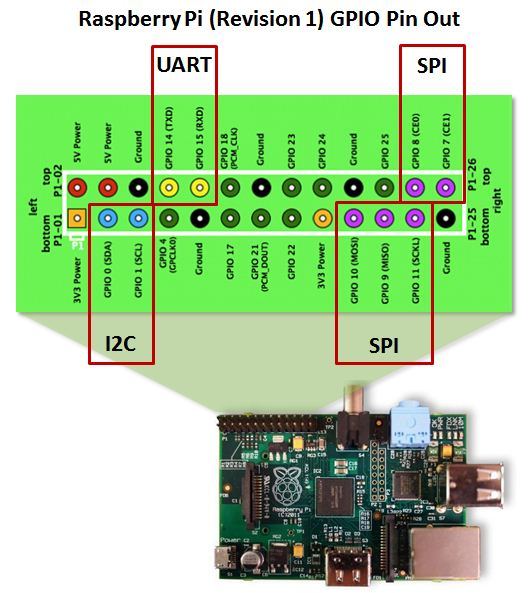 Raspberry Pi (Revision 1) GPIO Pin Out
UART
SPI
5V Power
5V Power
Ground
GPIO 14 (TXD)
GPIO 15 (RXD)
GPIO 18
(PCM_CLK)
Ground
GPIO 23
GPIO 24
Ground
GPIO 25
GPIO 8 (CE0)
GPIO 7 (CE1)
left
top
P1-02
P1-26
top
right
bottom
P1-01
P1-25
bottom
P1
3V3 Power
GPIO 0 (SDA)
GPIO 1 (SCL)
GPIO 4
(GPCLK0)
Ground
GPIO 17
GPIO 21
(PCM_DOUT)
GPIO 22
3V3 Power
GPIO 10 (MOSI)
GPIO 9 (MISO)
GPIO 11 (SCKL)
Ground
I2C
SPI
Raspberry Pi
(C)2011
Power